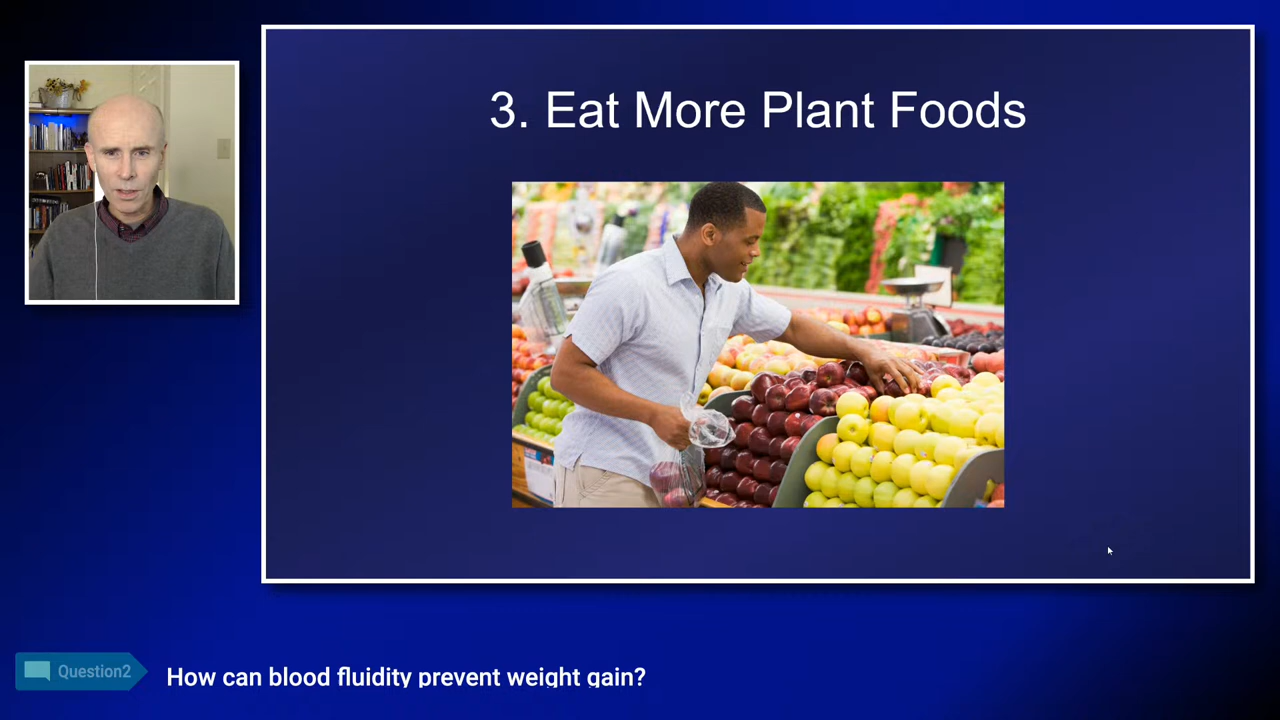 3. Eat More Plant Foods
Question2
How can blood fluidity prevent weight gain?